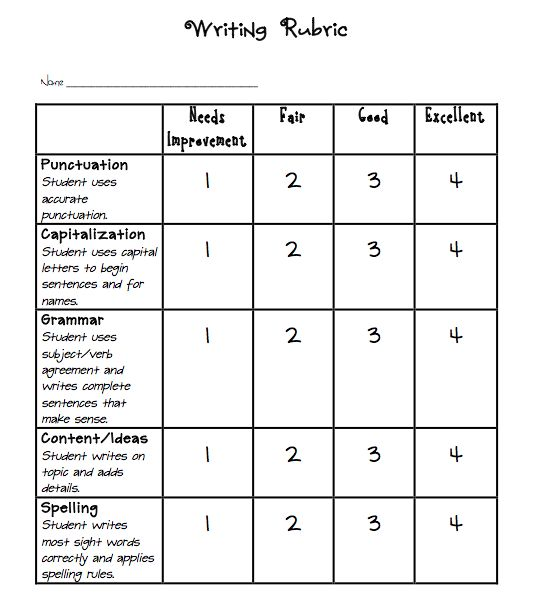 Writing Rubric
Name
Needs Improvement Fair Good Excellent
Punctuation 1 2 3 4
Student uses
accurate
punctuation.
Capitalization 1 2 3 4
Student uses capital
letters to begin
sentences and for
names.
Grammar 1 2 3 4
Student uses
subject/verb
agreement and
writes complete
sentences that
make sense.
Content/Ideas 1 2 3 4
Student writes on
topic and adds
details.
Spelling 1 2 3 4
Student writes
most sight words
correctly and applies
spelling rules.